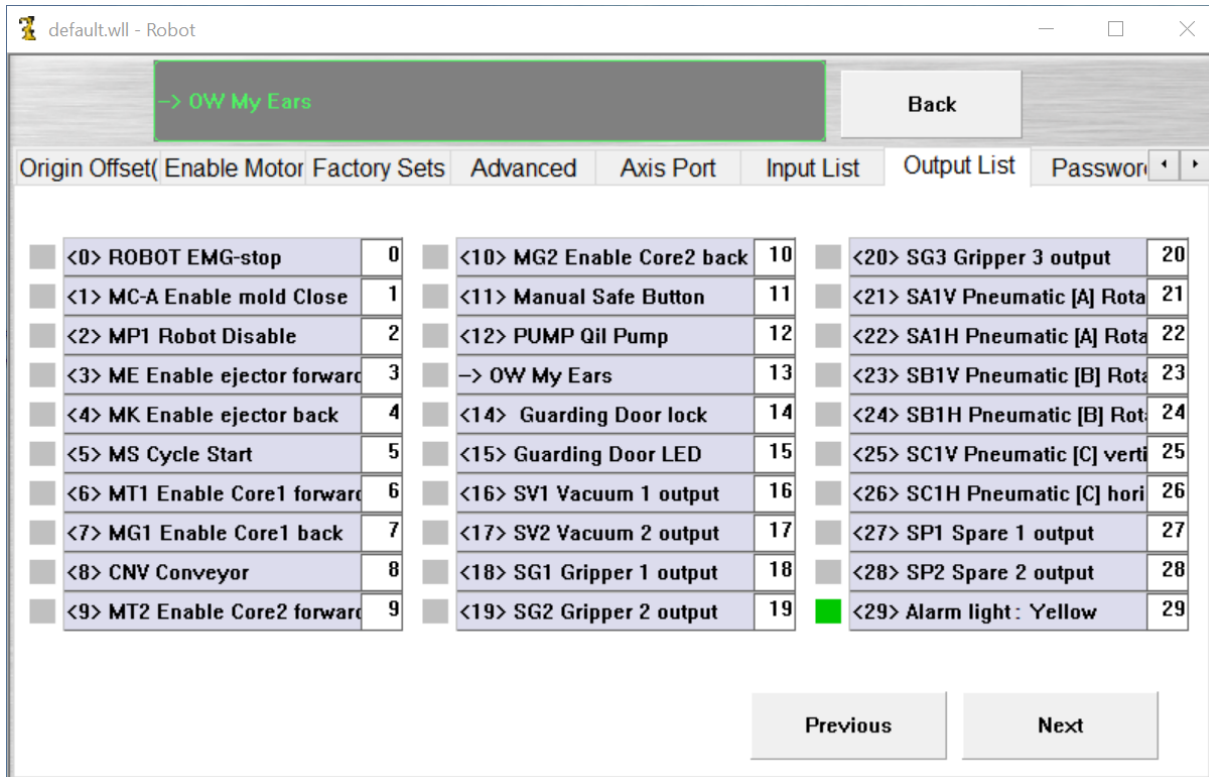 default.wll - Robot
–> OW My Ears
Back
Origin Offset( Enable Motor Factory Sets Advanced Axis Port Input List Output List Password
<0> ROBOT EMG-stop 0
<1> MC-A Enable mold Close 1
<2> MP1 Robot Disable 2
<3> ME Enable ejector forward 3
<4> MK Enable ejector back 4
<5> MS Cycle Start 5
<6> MT1 Enable Core1 forward 6
<7> MG1 Enable Core1 back 7
<8> CNV Conveyor 8
<9> MT2 Enable Core2 forward 9
<10> MG2 Enable Core2 back 10
<11> Manual Safe Button 11
<12> PUMP Qil Pump 12
–> OW My Ears 13
<14> Guarding Door lock 14
<15> Guarding Door LED 15
<16> SV1 Vacuum 1 output 16
<17> SV2 Vacuum 2 output 17
<18> SG1 Gripper 1 output 18
<19> SG2 Gripper 2 output 19
<20> SG3 Gripper 3 output 20
<21> SA1V Pneumatic [A] Rota 21
<22> SA1H Pneumatic [A] Rota 22
<23> SB1V Pneumatic [B] Rota 23
<24> SB1H Pneumatic [B] Rot 24
<25> SC1V Pneumatic [C] verti 25
<26> SC1H Pneumatic [C] hori 26
<27> SP1 Spare 1 output 27
<28> SP2 Spare 2 output 28
<29> Alarm light : Yellow 29
Previous
Next